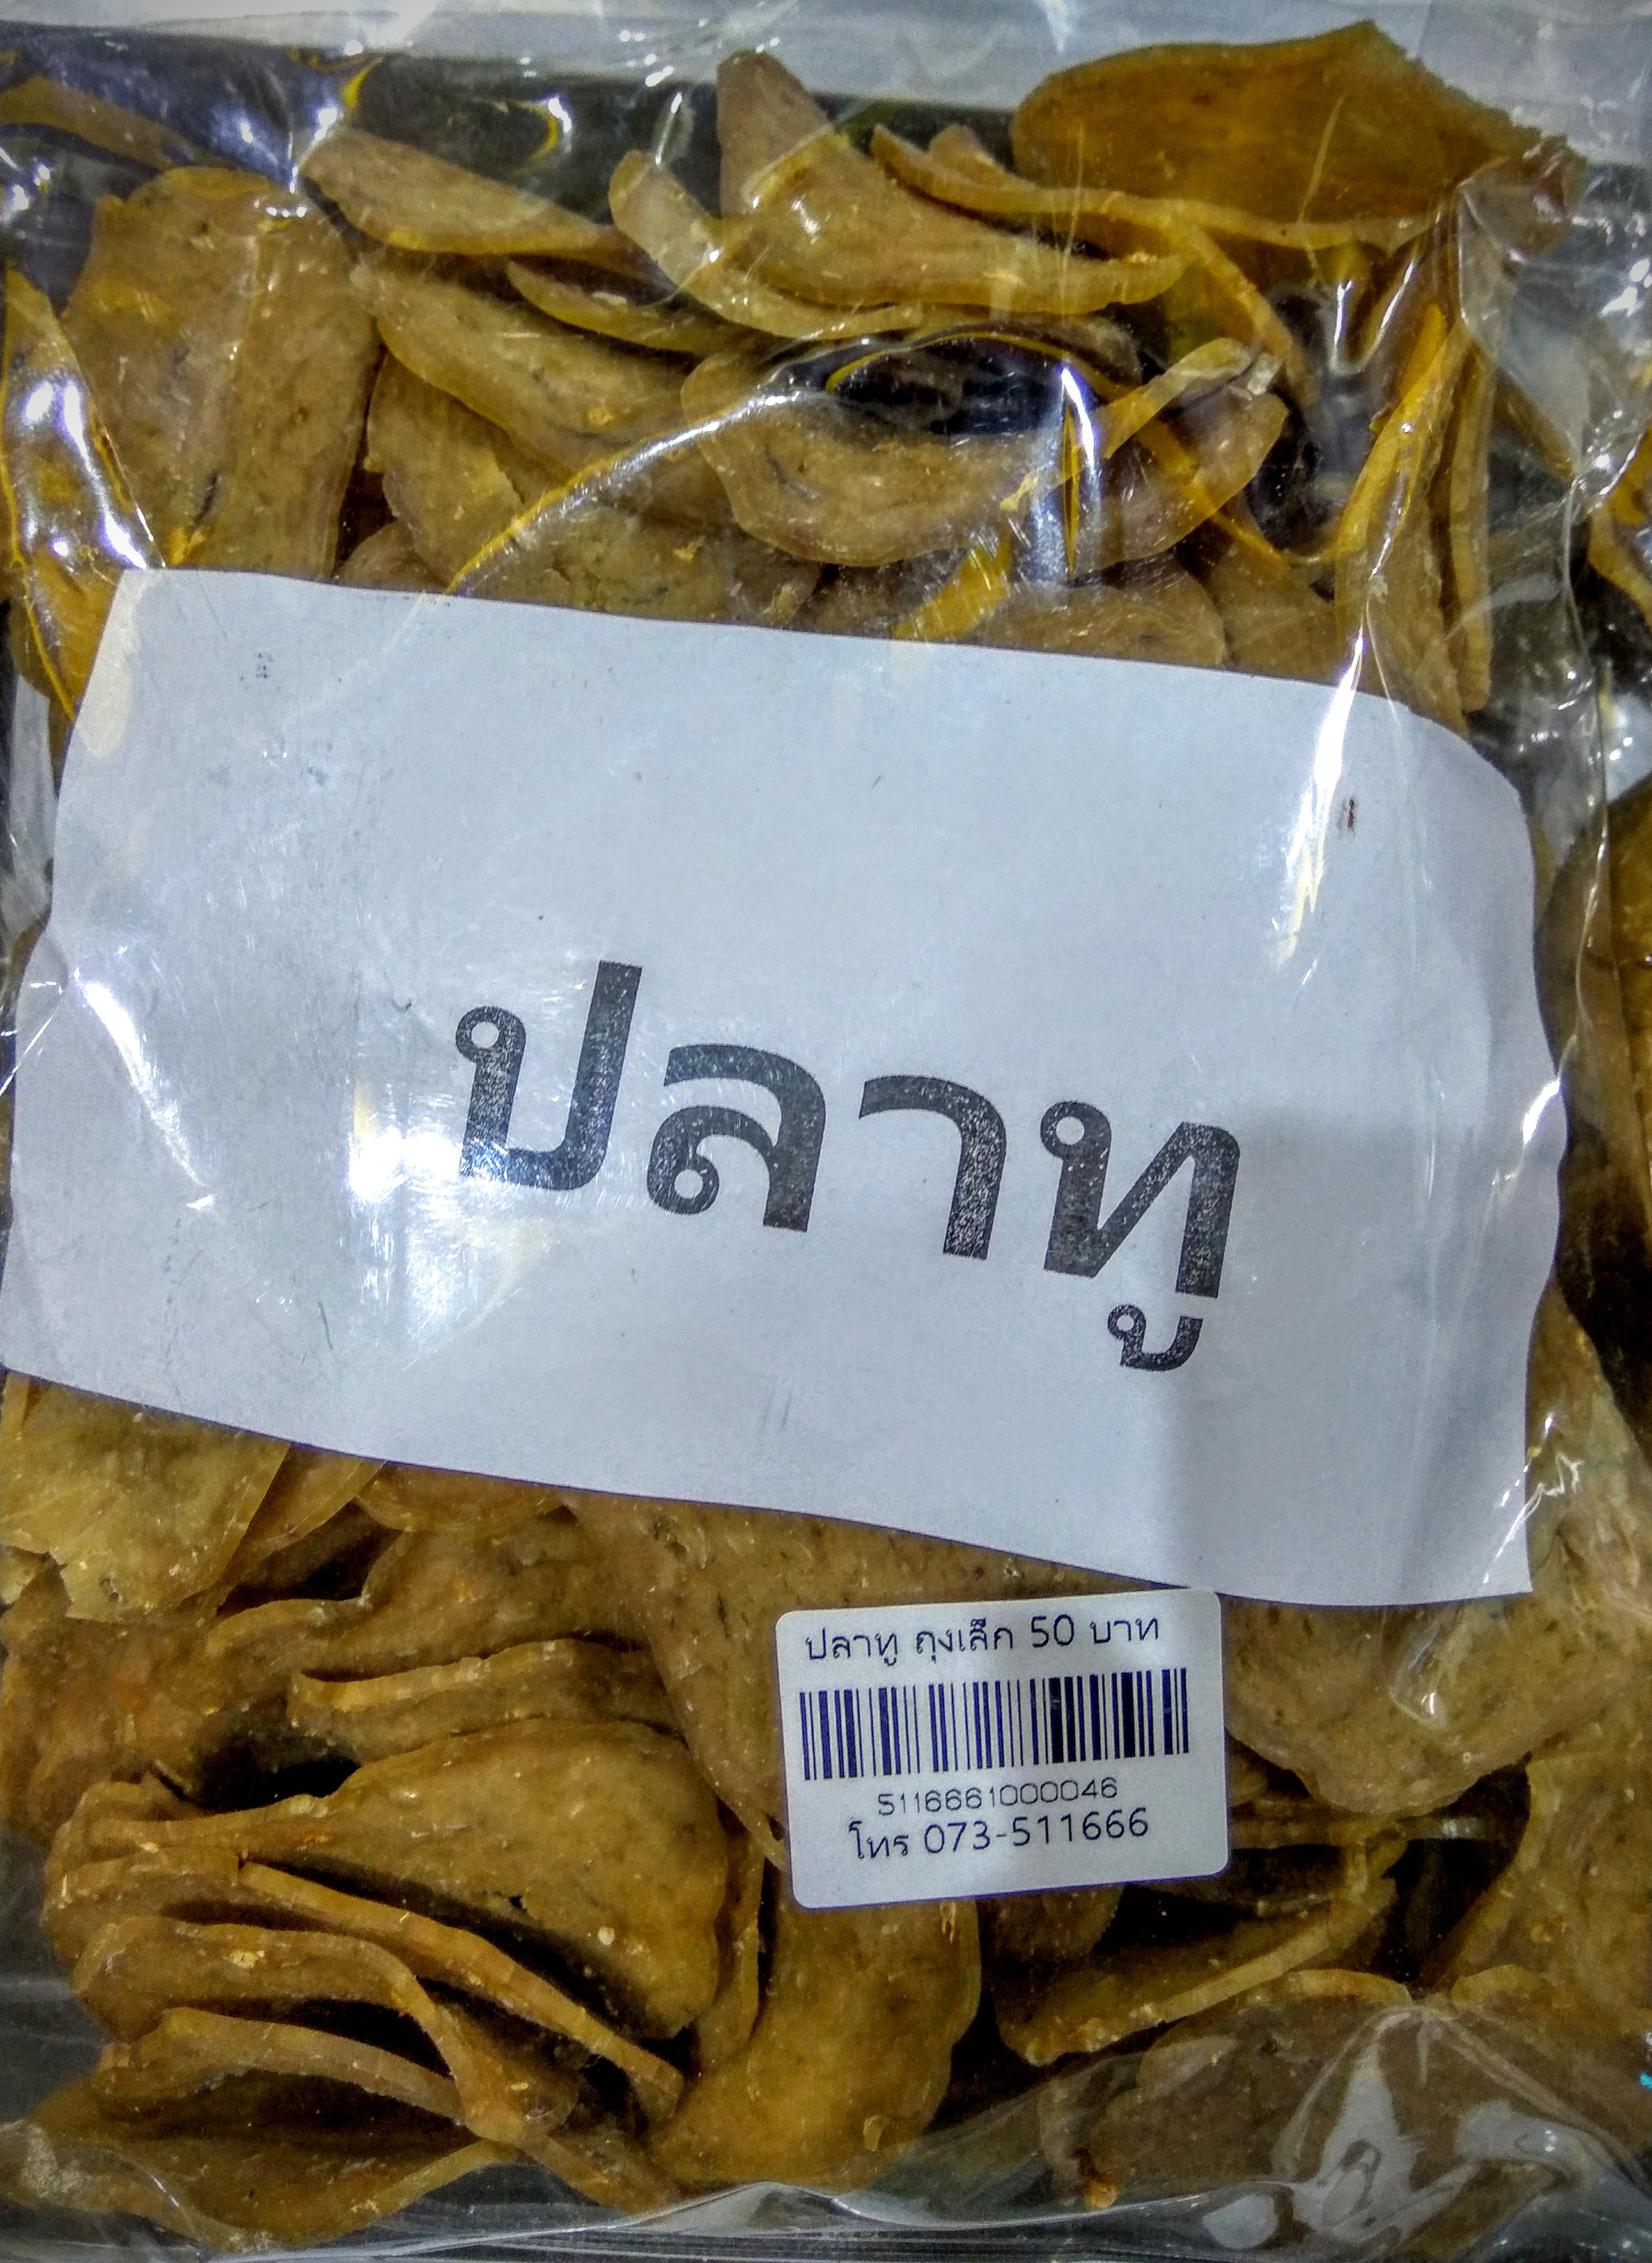 ปลาทู
ปลาทู ถุงเล็ก 50 บาท
5116661000046
โทร 073-511666